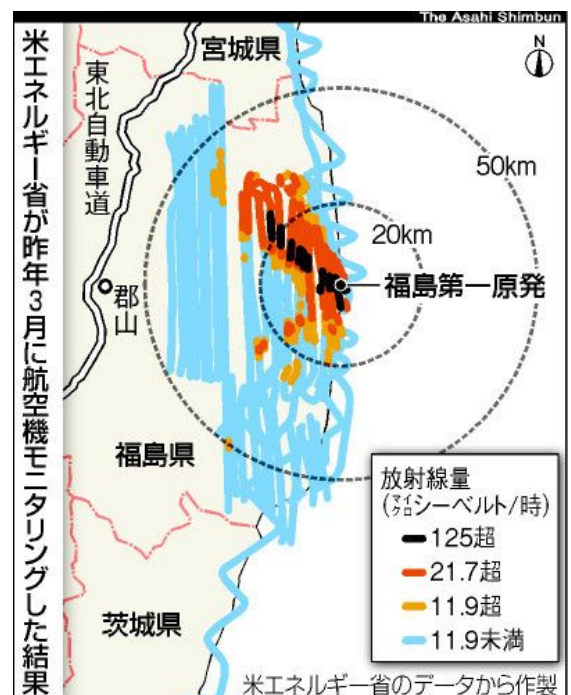 The Asahi Shimbun
米エネルギー省が昨年3月に航空機モニタリングした結果
宮城県
N
東北自動車道
50km
20km
福島第一原発
郡山
福島県
放射線量
(マイクロシーベルト/時)
125超
21.7超
11.9超
11.9未満
茨城県
米エネルギー省のデータから作製